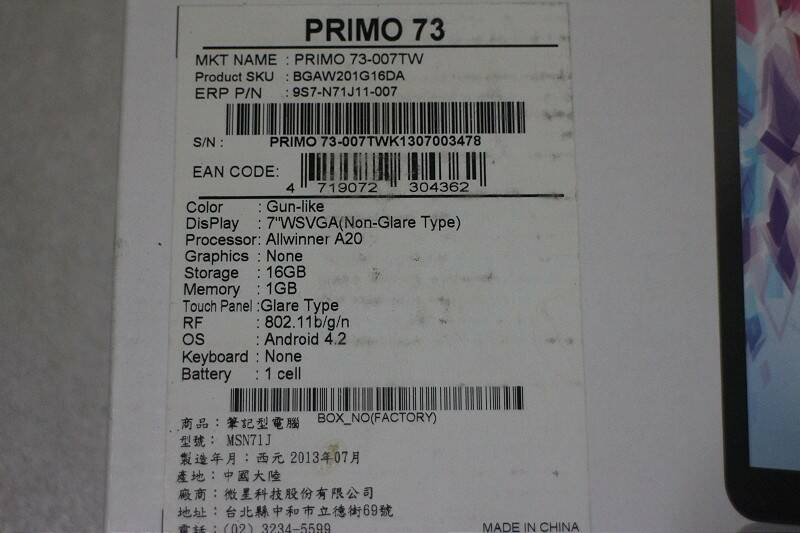 PRIMO 73
MKT NAME : PRIMO 73-007TW
Product SKU : BGAW201G16DA
ERP P/N : 9S7-N71J11-007
S/N : PRIMO 73-007TWK1307003478
EAN CODE:
4 719072 304362
Color : Gun-like
DisPlay : 7"WSVGA(Non-Glare Type)
Processor: Allwinner A20
Graphics : None
Storage : 16GB
Memory : 1GB
Touch Panel :Glare Type
RF : 802.11b/g/n
OS : Android 4.2
Keyboard : None
Battery : 1 cell
BOX_NO(FACTORY)
商品：筆記型電腦
型號： MSN71J
製造年月：西元 2013年07月
產地：中國大陸
廠商：微星科技股份有限公司
地址：台北縣中和市立德街69號
電話：(02) 3234-5599
MADE IN CHINA